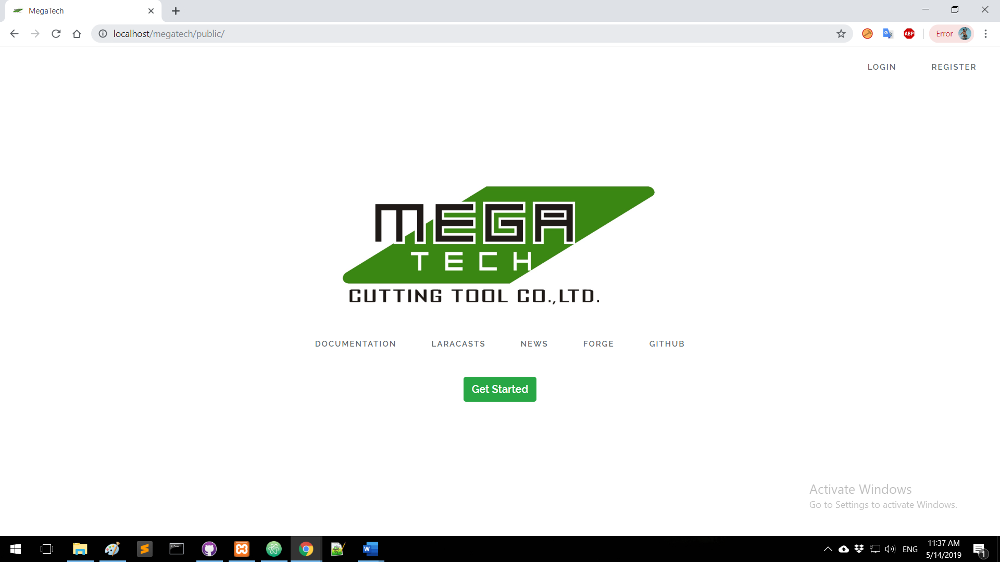 MegaTech
localhost/megatech/public/
ABP
Error
LOGIN
REGISTER
MEGA
TECH
CUTTING TOOL CO.,LTD.
DOCUMENTATION
LARACASTS
NEWS
FORGE
GITHUB
Get Started
Activate Windows
Go to Settings to activate Windows.
ENG
11:37 AM
5/14/2019
1